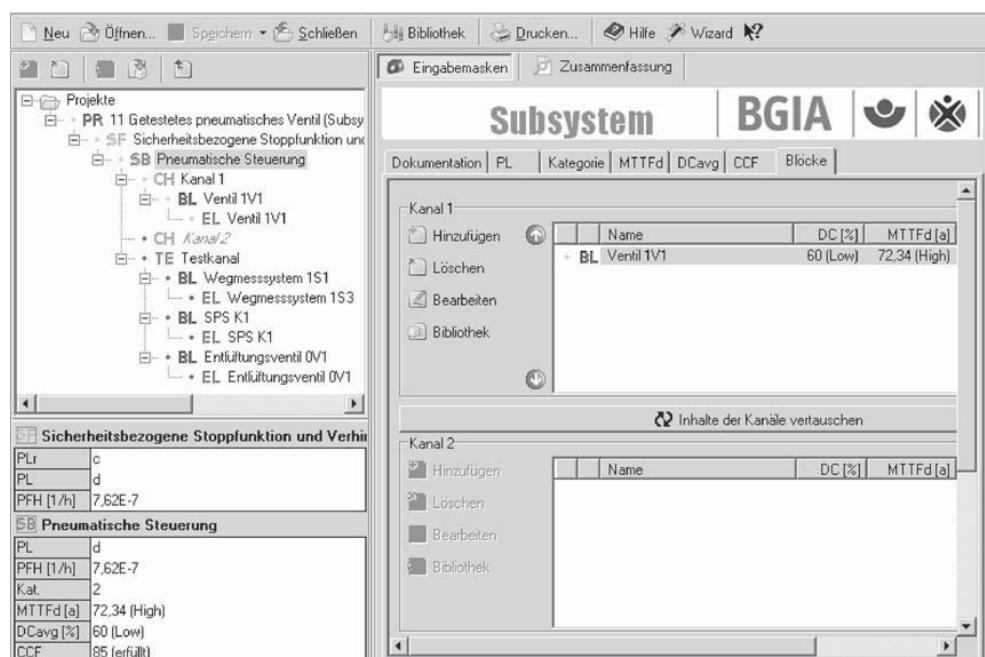 Neu Öffnen... Speichern Schließen Bibliothek Drucken... Hilfe Wizard
Eingabemasken Zusammenfassung
Projekte
PR 11 Getestetes pneumatisches Ventil (Subsy
SF Sicherheitsbezogene Stoppfunktion und
SB Pneumatische Steuerung
CH Kanal 1
BL Ventil 1V1
EL Ventil 1V1
CH Kanal 2
TE Testkanal
BL Wegmesssystem 1S1
EL Wegmesssystem 1S3
BL SPS K1
EL SPS K1
BL Entlüftungsventil 0V1
EL Entlüftungsventil 0V1
SF Sicherheitsbezogene Stoppfunktion und Verhin
PLr c
PL d
PFH [1/h] 7,62E-7
SB Pneumatische Steuerung
PL d
PFH [1/h] 7,62E-7
Kat. 2
MTTFd [a] 72,34 (High)
DCavg [%] 60 (Low)
CCF 85 (erfüllt)
Subsystem BGIA
Dokumentation PL Kategorie MTTFd DCavg CCF Blöcke
Kanal 1
Hinzufügen
Löschen
Bearbeiten
Bibliothek
Name DC [%] MTTFd [a]
BL Ventil 1V1 60 (Low) 72,34 (High)
Inhalte der Kanäle vertauschen
Kanal 2
Hinzufügen
Löschen
Bearbeiten
Bibliothek
Name DC [%] MTTFd [a]